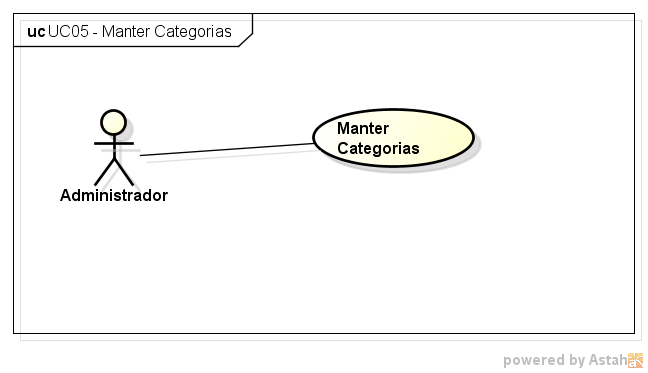 uc UC05 - Manter Categorias
Manter
Categorias
Administrador
powered by Astah